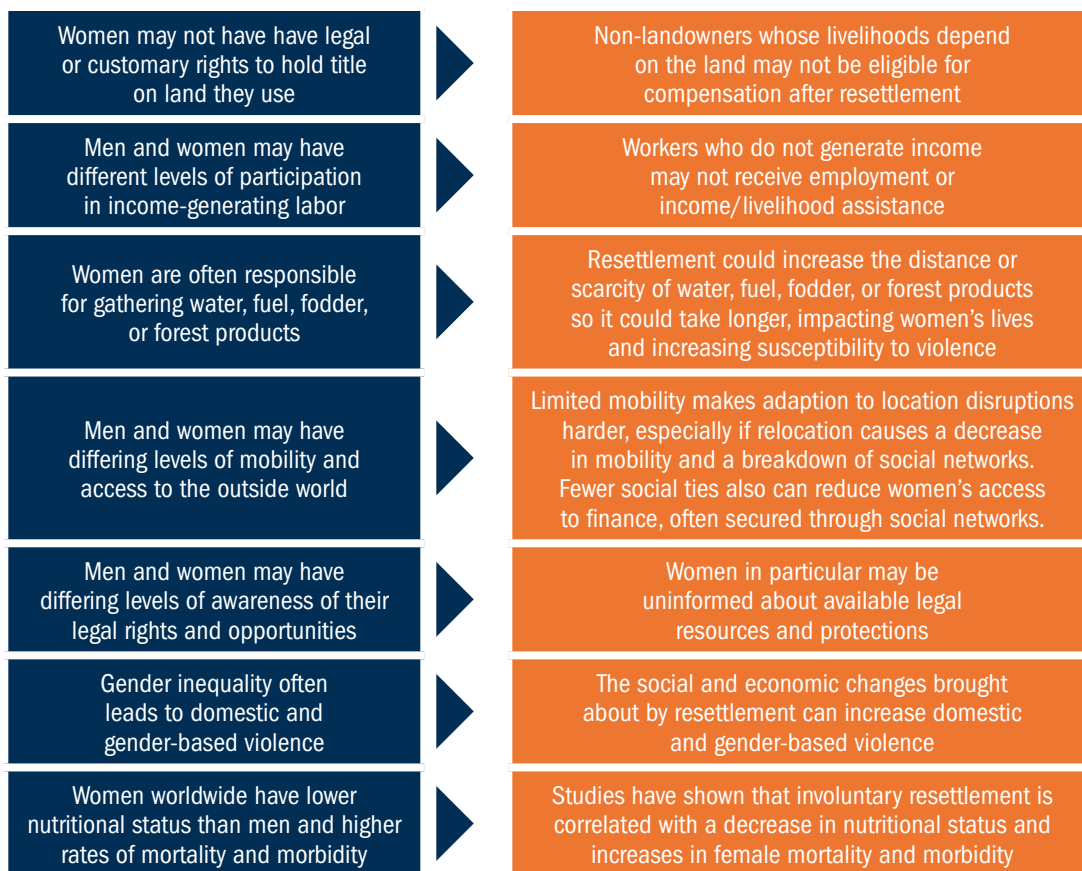 Women may not have have legal
or customary rights to hold title
on land they use
Non-landowners whose livelihoods depend
on the land may not be eligible for
compensation after resettlement
Men and women may have
different levels of participation
in income-generating labor
Workers who do not generate income
may not receive employment or
income/livelihood assistance
Women are often responsible
for gathering water, fuel, fodder,
or forest products
Resettlement could increase the distance or
scarcity of water, fuel, fodder, or forest products
so it could take longer, impacting women’s lives
and increasing susceptibility to violence
Men and women may have
differing levels of mobility and
access to the outside world
Limited mobility makes adaption to location disruptions
harder, especially if relocation causes a decrease
in mobility and a breakdown of social networks.
Fewer social ties also can reduce women’s access
to finance, often secured through social networks.
Men and women may have
differing levels of awareness of their
legal rights and opportunities
Women in particular may be
uninformed about available legal
resources and protections
Gender inequality often
leads to domestic and
gender-based violence
The social and economic changes brought
about by resettlement can increase domestic
and gender-based violence
Women worldwide have lower
nutritional status than men and higher
rates of mortality and morbidity
Studies have shown that involuntary resettlement is
correlated with a decrease in nutritional status and
increases in female mortality and morbidity